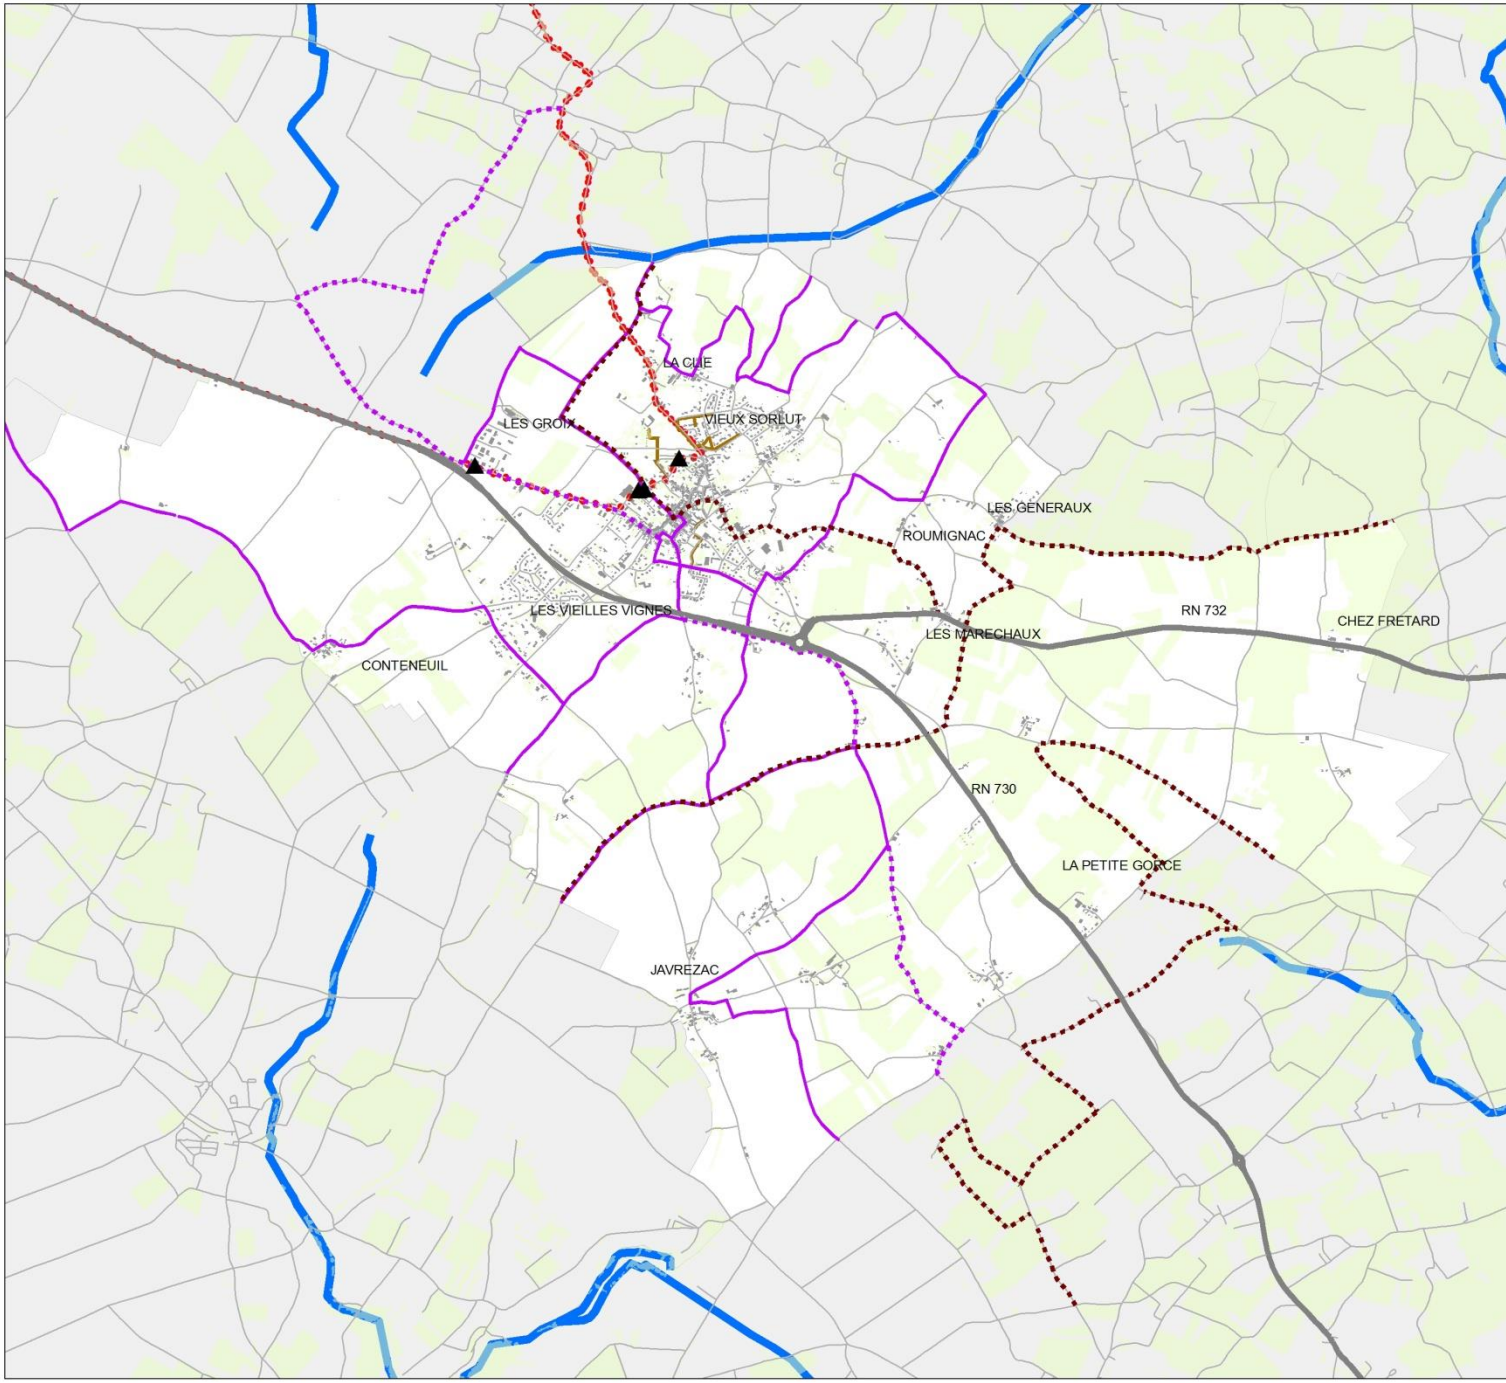 LA CLIE
VIEUX SORLUT
LES GROIX
LES GENERAUX
ROUMIGNAC
LES VIEILLES VIGNES
RN 732
CHEZ FRETARD
LES MARECHAUX
CONTENEUIL
RN 730
LA PETITE GORCE
JAVREZAC